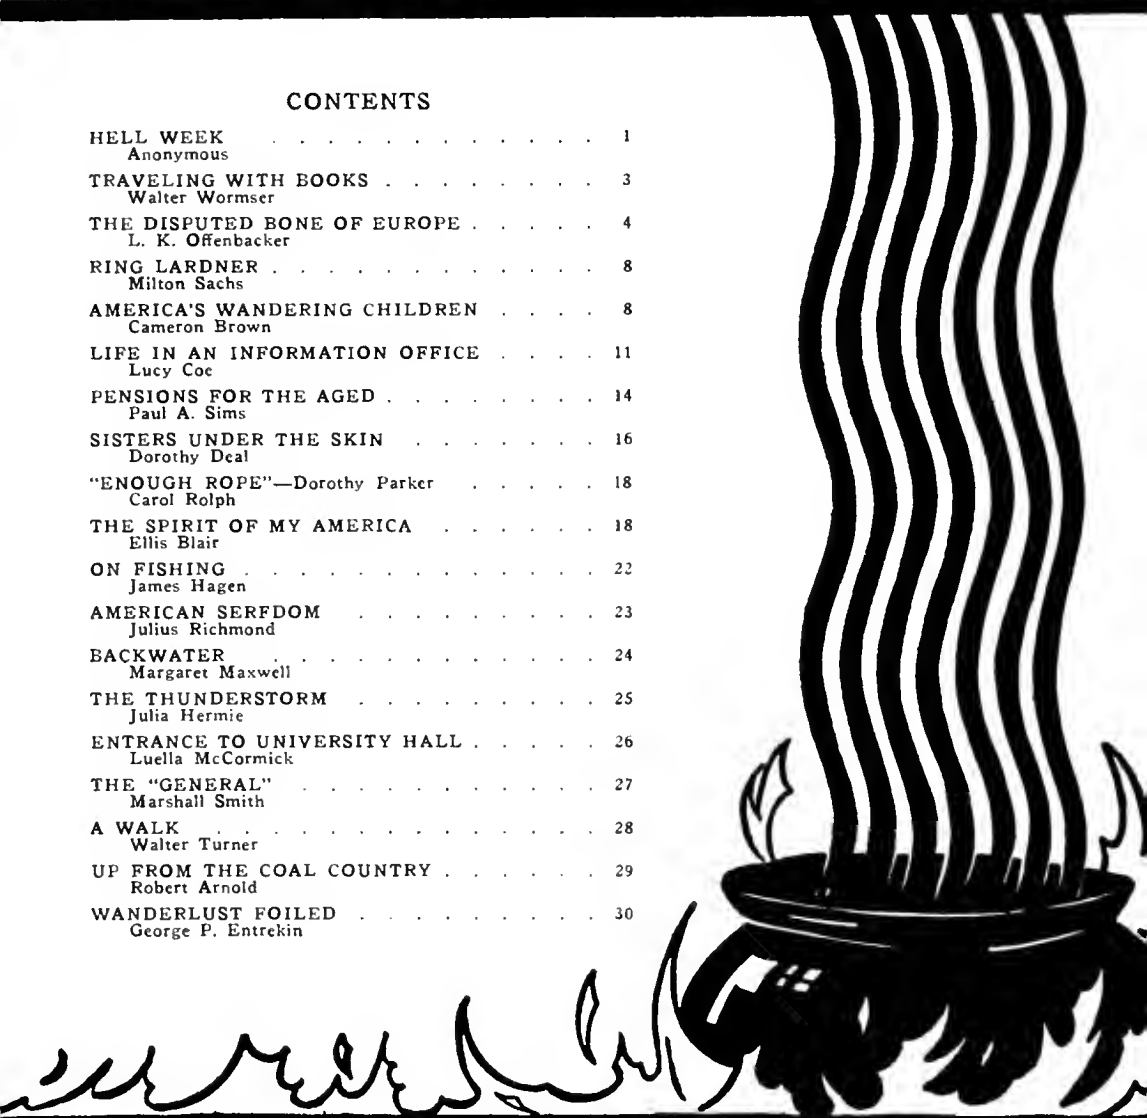 CONTENTS
HELL WEEK . . . . . . . . . . . . 1
Anonymous
TRAVELING WITH BOOKS . . . . . . . . 3
Walter Wormser
THE DISPUTED BONE OF EUROPE . . . . . 4
L. K. Offenbacker
RING LARDNER . . . . . . . . . . . . 8
Milton Sachs
AMERICA'S WANDERING CHILDREN . . . . 8
Cameron Brown
LIFE IN AN INFORMATION OFFICE . . . . 11
Lucy Coe
PENSIONS FOR THE AGED . . . . . . . . 14
Paul A. Sims
SISTERS UNDER THE SKIN . . . . . . . 16
Dorothy Deal
"ENOUGH ROPE"—Dorothy Parker . . . . . 18
Carol Rolph
THE SPIRIT OF MY AMERICA . . . . . . 18
Ellis Blair
ON FISHING . . . . . . . . . . . . . 22
James Hagen
AMERICAN SERFDOM . . . . . . . . . 23
Julius Richmond
BACKWATER . . . . . . . . . . . . 24
Margaret Maxwell
THE THUNDERSTORM . . . . . . . . . 25
Julia Hermie
ENTRANCE TO UNIVERSITY HALL . . . . . 26
Luella McCormick
THE "GENERAL" . . . . . . . . . . . 27
Marshall Smith
A WALK . . . . . . . . . . . . . . 28
Walter Turner
UP FROM THE COAL COUNTRY . . . . . . 29
Robert Arnold
WANDERLUST FOILED . . . . . . . . . 30
George P. Entrekin